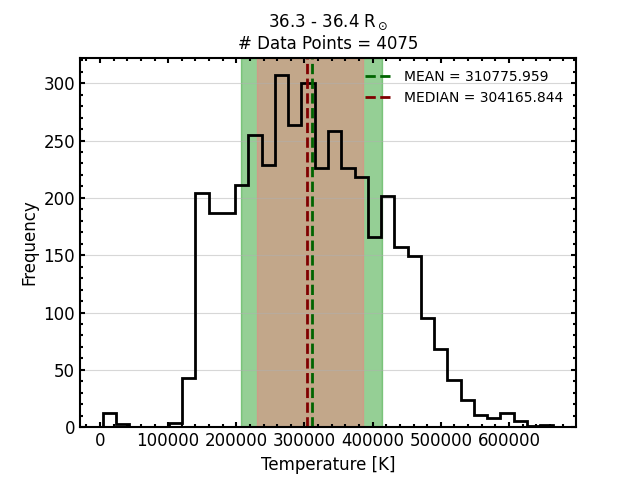 36.3 - 36.4 R⊙
# Data Points = 4075
MEAN = 310775.959
MEDIAN = 304165.844
300
250
200
150
100
50
0
Frequency
0 100000 200000 300000 400000 500000 600000
Temperature [K]